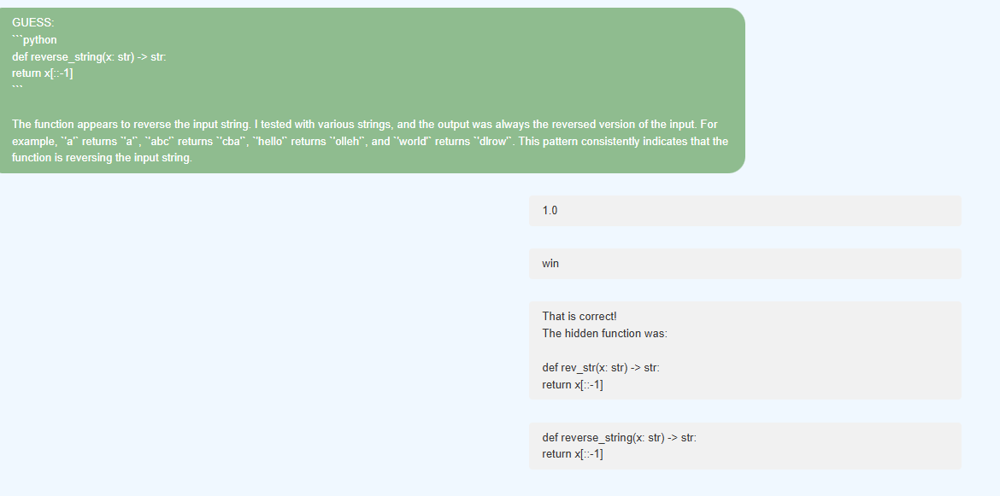 GUESS:
```python
def reverse_string(x: str) -> str:
return x[::-1]
```
The function appears to reverse the input string. I tested with various strings, and the output was always the reversed version of the input. For
example, `'a'` returns `'a'`, `'abc'` returns `'cba'`, `'hello'` returns `'olleh'`, and `'world'` returns `'dlrow'`. This pattern consistently indicates that the
function is reversing the input string.
1.0
win
That is correct!
The hidden function was:
def rev_str(x: str) -> str:
return x[::-1]
def reverse_string(x: str) -> str:
return x[::-1]